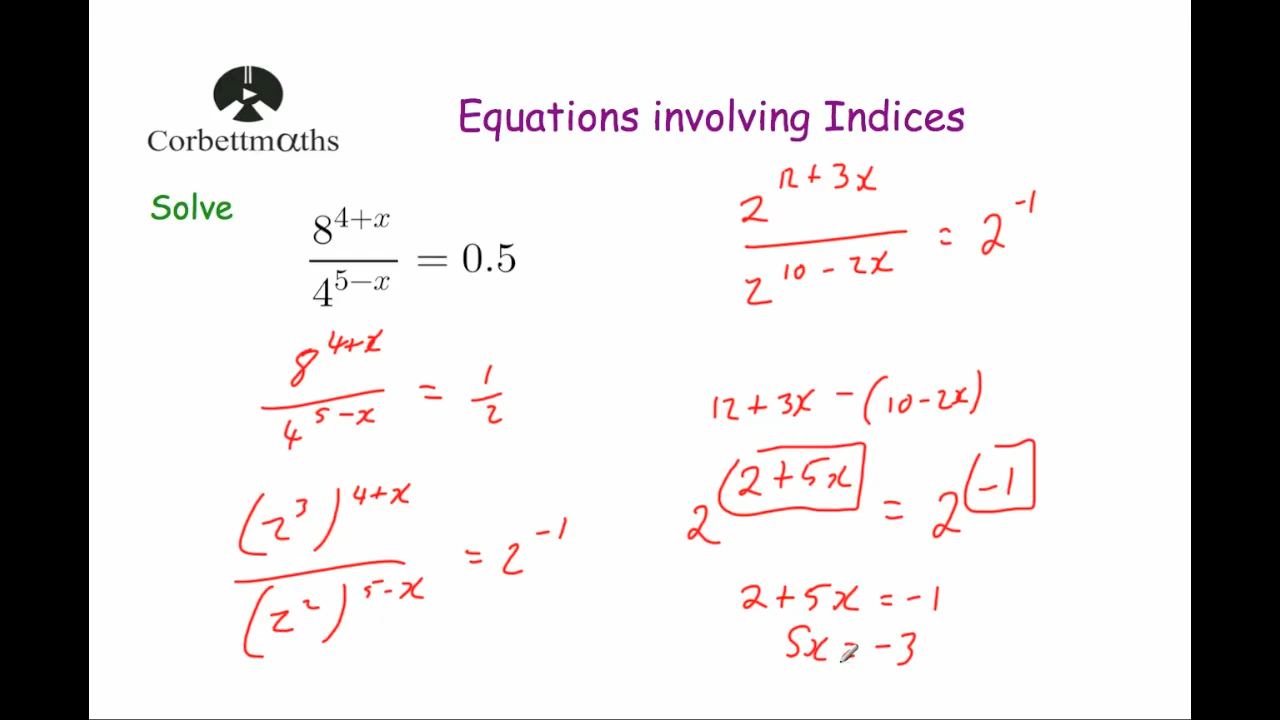 Corbettmαths
Equations involving Indices
Solve
8^{4+x}/4^{5−x} = 0.5
8^{4+x}/4^{5−x} = 1/2
(2^3)^{4+x}/(2^2)^{5−x} = 2^{−1}
2^{12+3x}/2^{10−2x} = 2^{−1}
12+3x − (10−2x)
2^{(2+5x} = 2^{(−1}
2+5x = −1
5x = −3